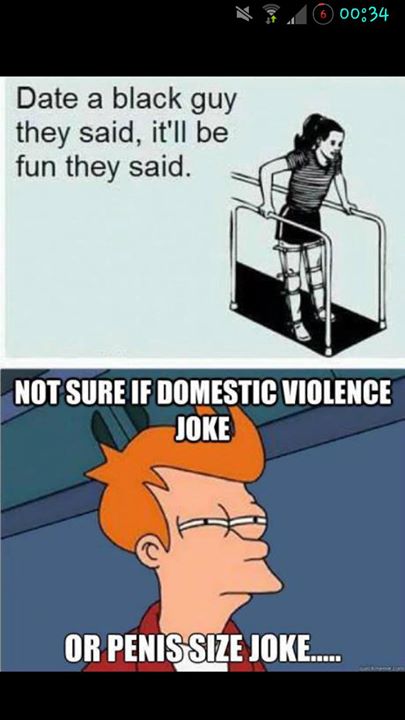 6 00:34
Date a black guy
they said, it'll be
fun they said.
NOT SURE IF DOMESTIC VIOLENCE
JOKE
OR PENIS SIZE JOKE.....